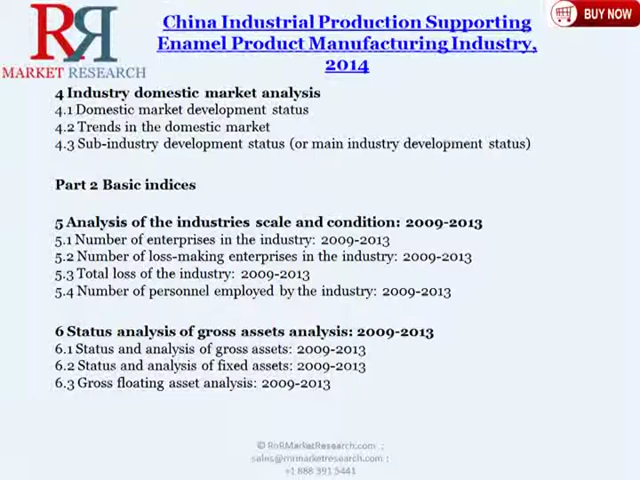 RR
MARKET RESEARCH
China Industrial Production Supporting
Enamel Product Manufacturing Industry,
2014
BUY NOW
4 Industry domestic market analysis
4.1 Domestic market development status
4.2 Trends in the domestic market
4.3 Sub-industry development status (or main industry development status)
Part 2 Basic indices
5 Analysis of the industries scale and condition: 2009-2013
5.1 Number of enterprises in the industry: 2009-2013
5.2 Number of loss-making enterprises in the industry: 2009-2013
5.3 Total loss of the industry: 2009-2013
5.4 Number of personnel employed by the industry: 2009-2013
6 Status analysis of gross assets analysis: 2009-2013
6.1 Status and analysis of gross assets: 2009-2013
6.2 Status and analysis of fixed assets: 2009-2013
6.3 Gross floating asset analysis: 2009-2013
© RnRMarketResearch.com ;
sales@rnrmarketresearch.com ;
+1 888 391 5441